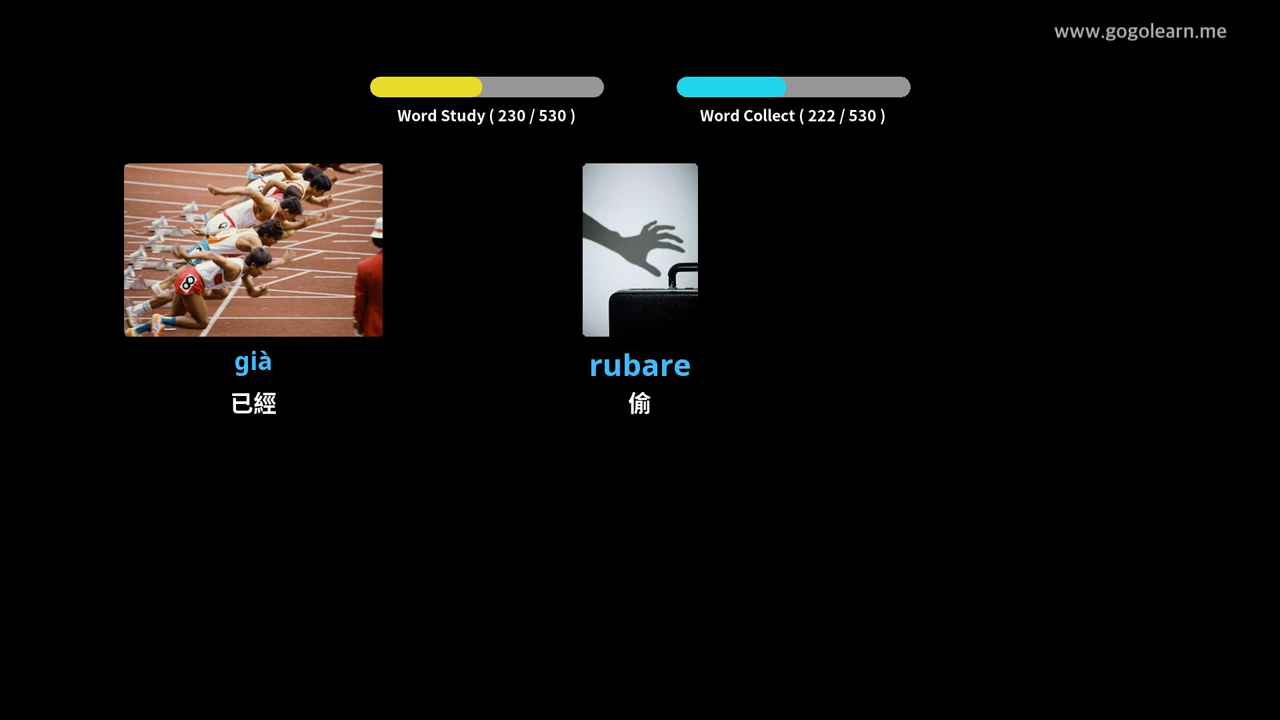 www.gogolearn.me
Word Study ( 230 / 530 )
Word Collect ( 222 / 530 )
già
已經
rubare
偷